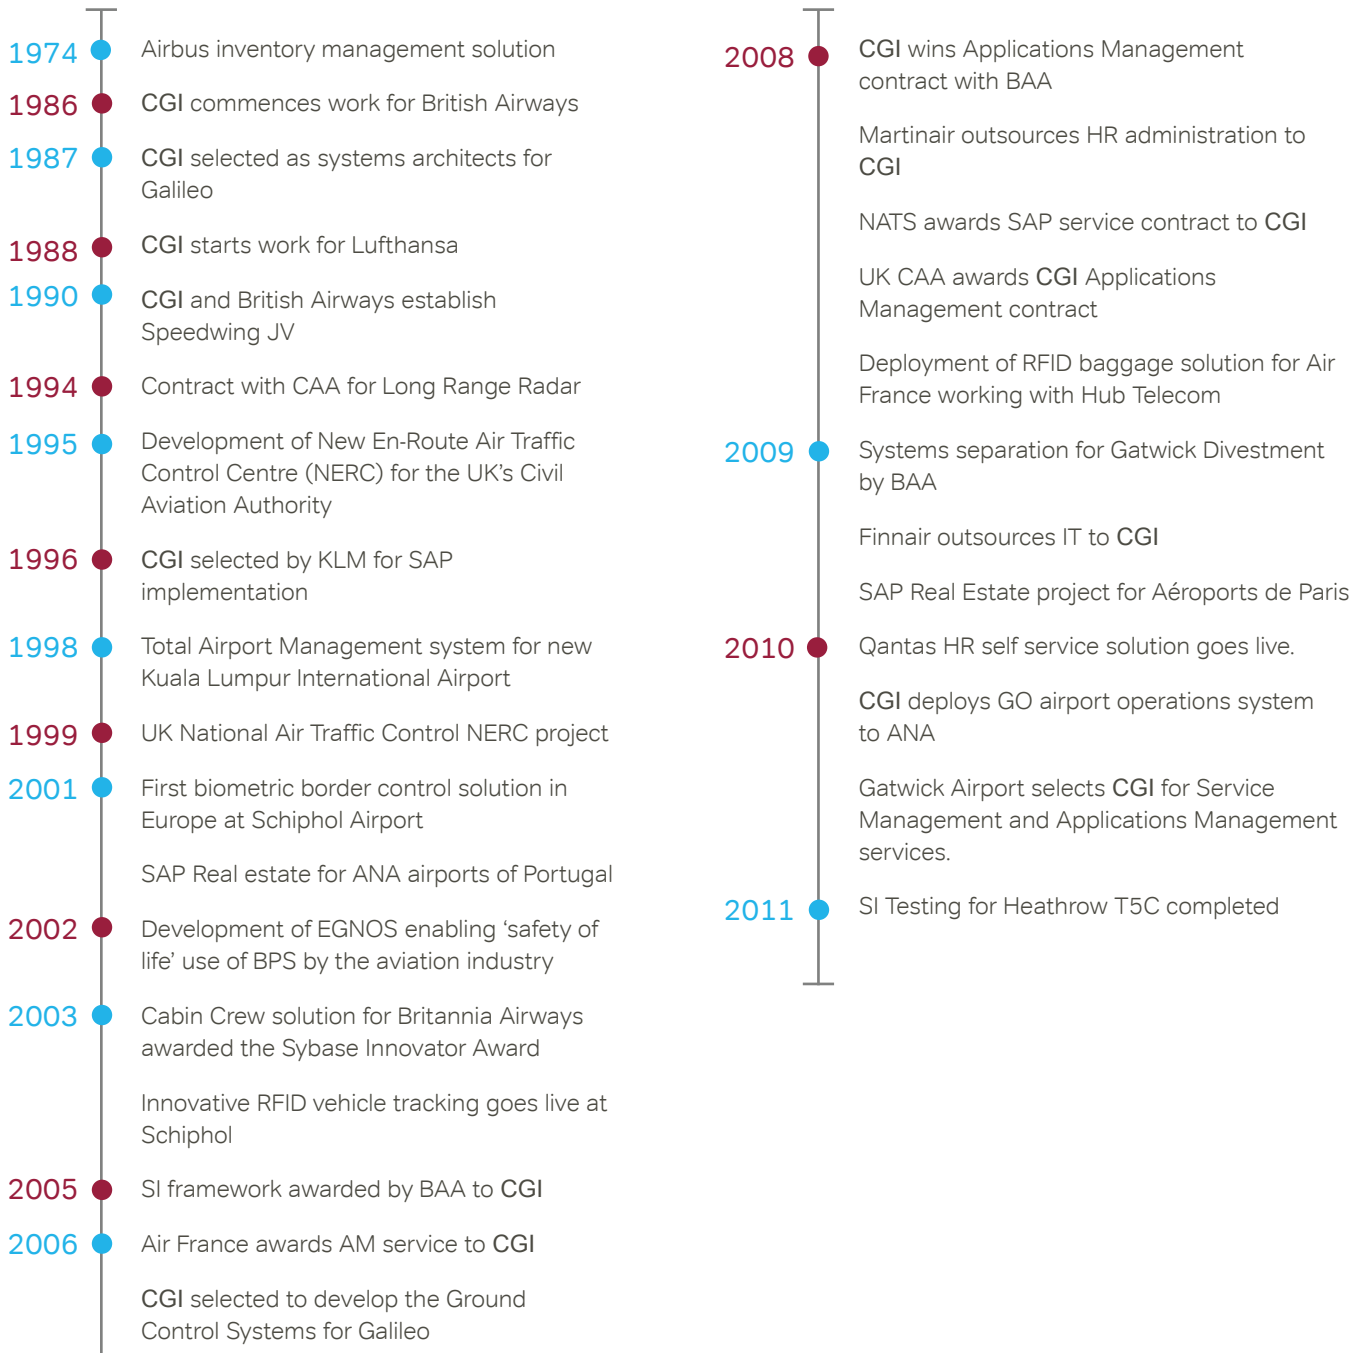 1974 Airbus inventory management solution
1986 CGI commences work for British Airways
1987 CGI selected as systems architects for
Galileo
1988 CGI starts work for Lufthansa
1990 CGI and British Airways establish
Speedwing JV
1994 Contract with CAA for Long Range Radar
1995 Development of New En-Route Air Traffic
Control Centre (NERC) for the UK’s Civil
Aviation Authority
1996 CGI selected by KLM for SAP
implementation
1998 Total Airport Management system for new
Kuala Lumpur International Airport
1999 UK National Air Traffic Control NERC project
2001 First biometric border control solution in
Europe at Schiphol Airport
SAP Real estate for ANA airports of Portugal
2002 Development of EGNOS enabling ‘safety of
life’ use of BPS by the aviation industry
2003 Cabin Crew solution for Britannia Airways
awarded the Sybase Innovator Award
Innovative RFID vehicle tracking goes live at
Schiphol
2005 SI framework awarded by BAA to CGI
2006 Air France awards AM service to CGI
CGI selected to develop the Ground
Control Systems for Galileo
2008 CGI wins Applications Management
contract with BAA
Martinair outsources HR administration to
CGI
NATS awards SAP service contract to CGI
UK CAA awards CGI Applications
Management contract
Deployment of RFID baggage solution for Air
France working with Hub Telecom
2009 Systems separation for Gatwick Divestment
by BAA
Finnair outsources IT to CGI
SAP Real Estate project for Aéroports de Paris
2010 Qantas HR self service solution goes live.
CGI deploys GO airport operations system
to ANA
Gatwick Airport selects CGI for Service
Management and Applications Management
services.
2011 SI Testing for Heathrow T5C completed